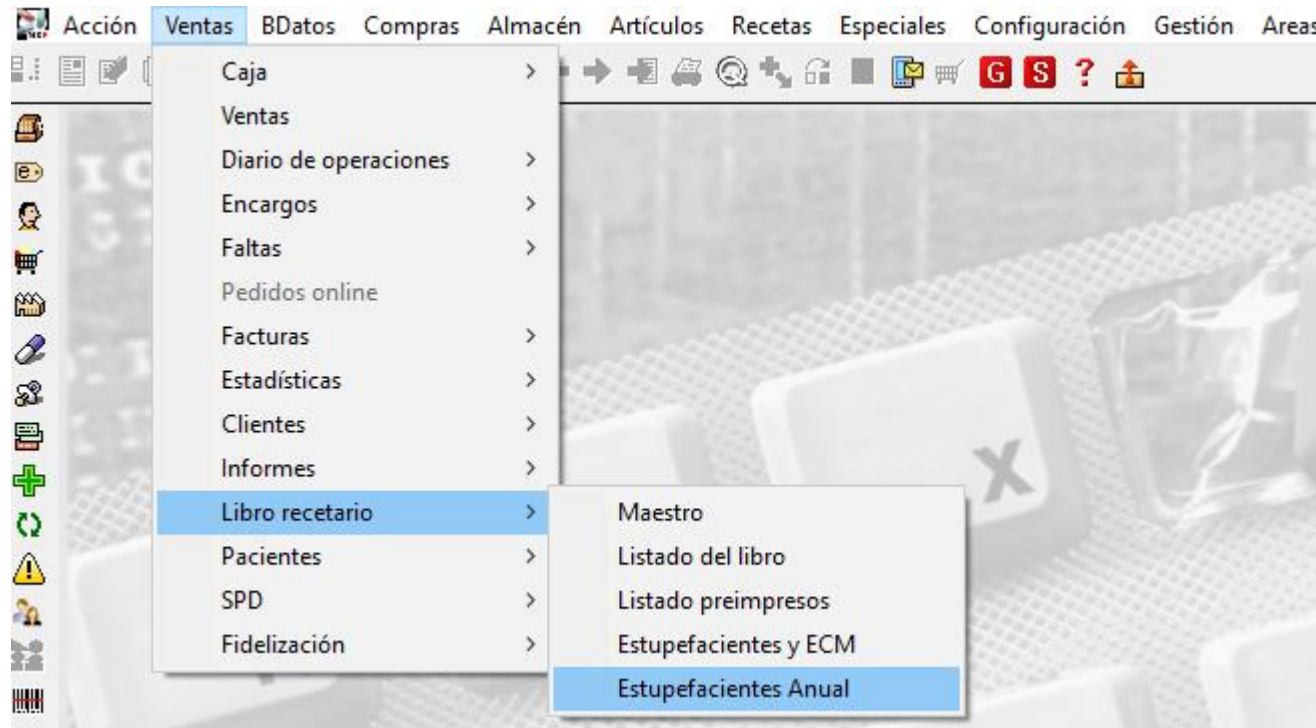 Acción Ventas BDatos Compras Almacén Artículos Recetas Especiales Configuración Gestión Areas
G S ?
Caja
Ventas
Diario de operaciones
Encargos
Faltas
Pedidos online
Facturas
Estadísticas
Clientes
Informes
Libro recetario
Pacientes
SPD
Fidelización
Maestro
Listado del libro
Listado preimpresos
Estupefacientes y ECM
Estupefacientes Anual
X